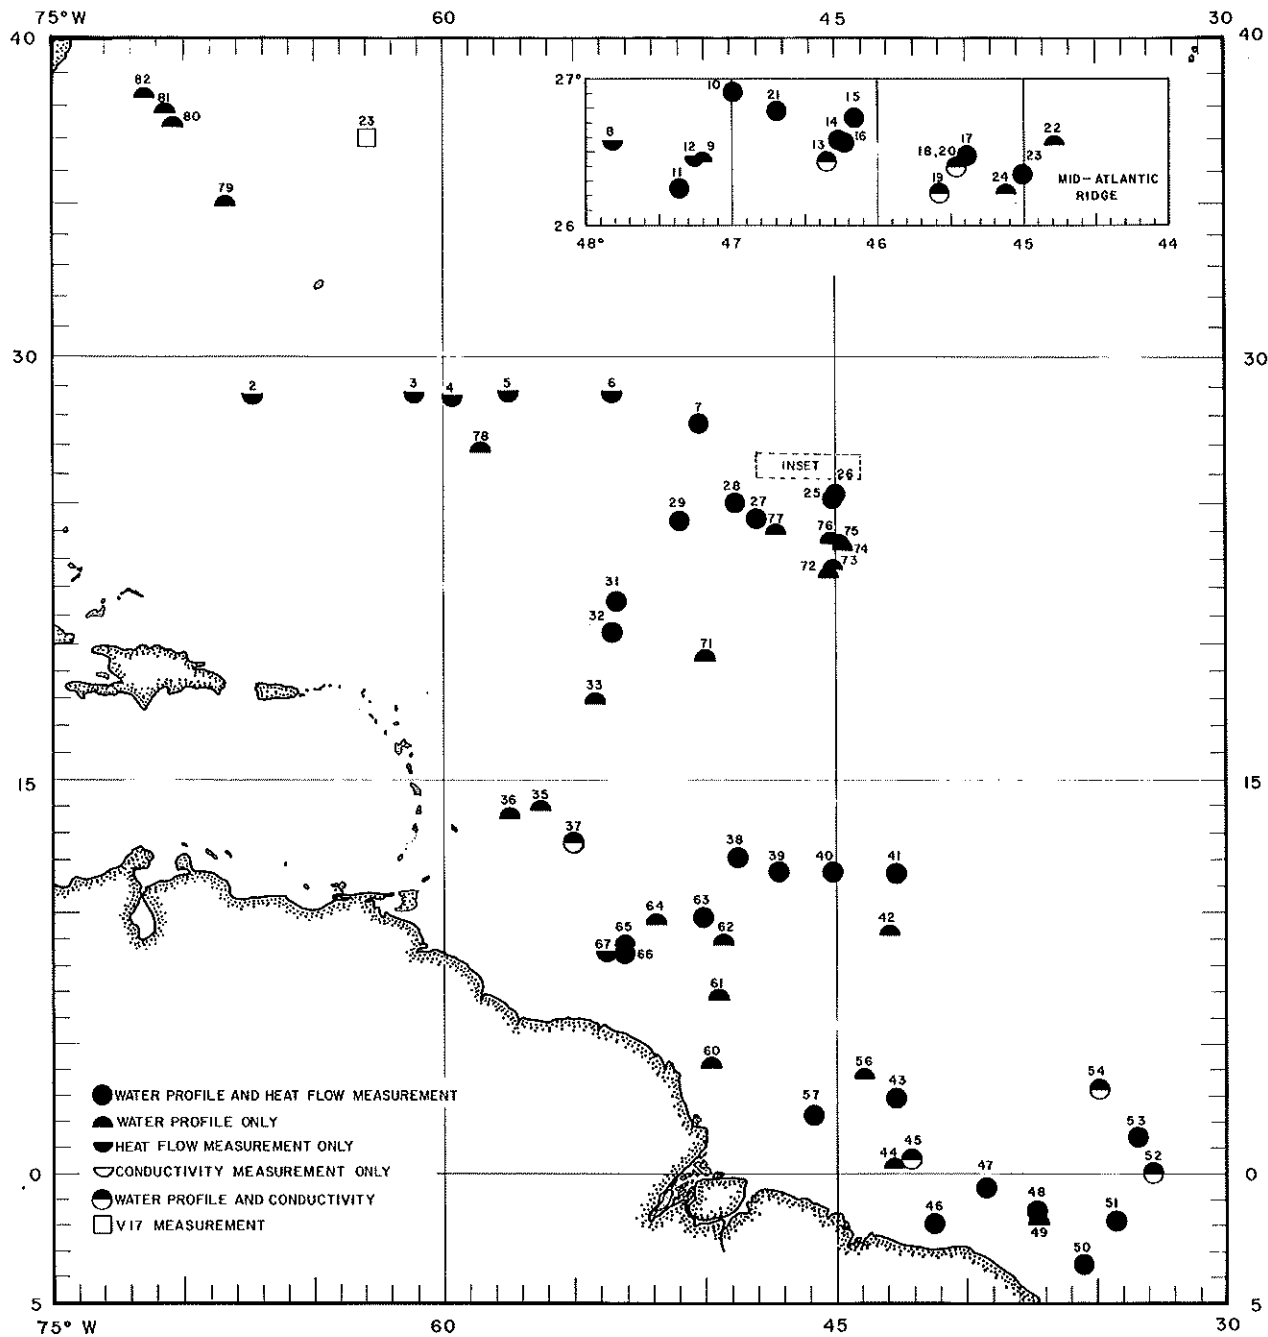 75° W 60 45 30
40 40
82
81
80
23
27°
10 21 15
8 12 9 14 16 13 18,20 17 22
11 19 24 23
MID-ATLANTIC
RIDGE
26
48° 47 46 45 44
79
30 30
2 3 4 5 6
7
78
INSET
26
28 25
29 27
77 76 75
74
72 73
31
32
71
33
15 15
36 35
37
38 39 40 41
64 63
42
65 62
67 66
61
60 56 54
43
57
53
44 45
52
47
0 0
48
46 51
49
50
WATER PROFILE AND HEAT FLOW MEASUREMENT
WATER PROFILE ONLY
HEAT FLOW MEASUREMENT ONLY
CONDUCTIVITY MEASUREMENT ONLY
WATER PROFILE AND CONDUCTIVITY
V17 MEASUREMENT
5 5
75° W 60 45 30